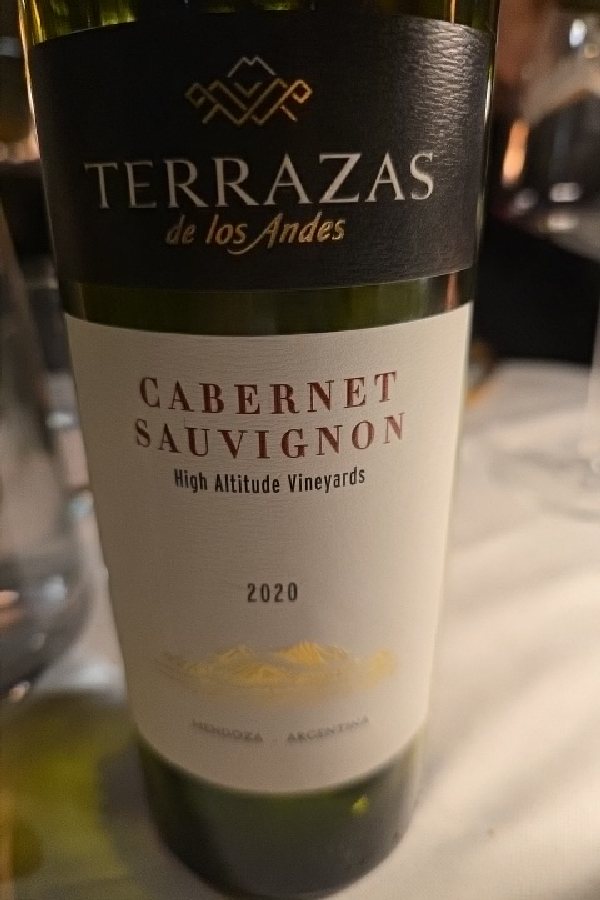 TERRAZAS
de los Andes
CABERNET
SAUVIGNON
High Altitude Vineyards
2020
MENDOZA - ARGENTINA